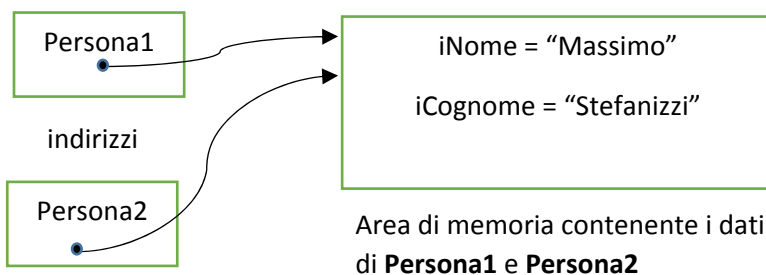 Persona1
iNome = “Massimo”
iCognome = “Stefanizzi”
indirizzi
Persona2
Area di memoria contenente i dati
di Persona1 e Persona2